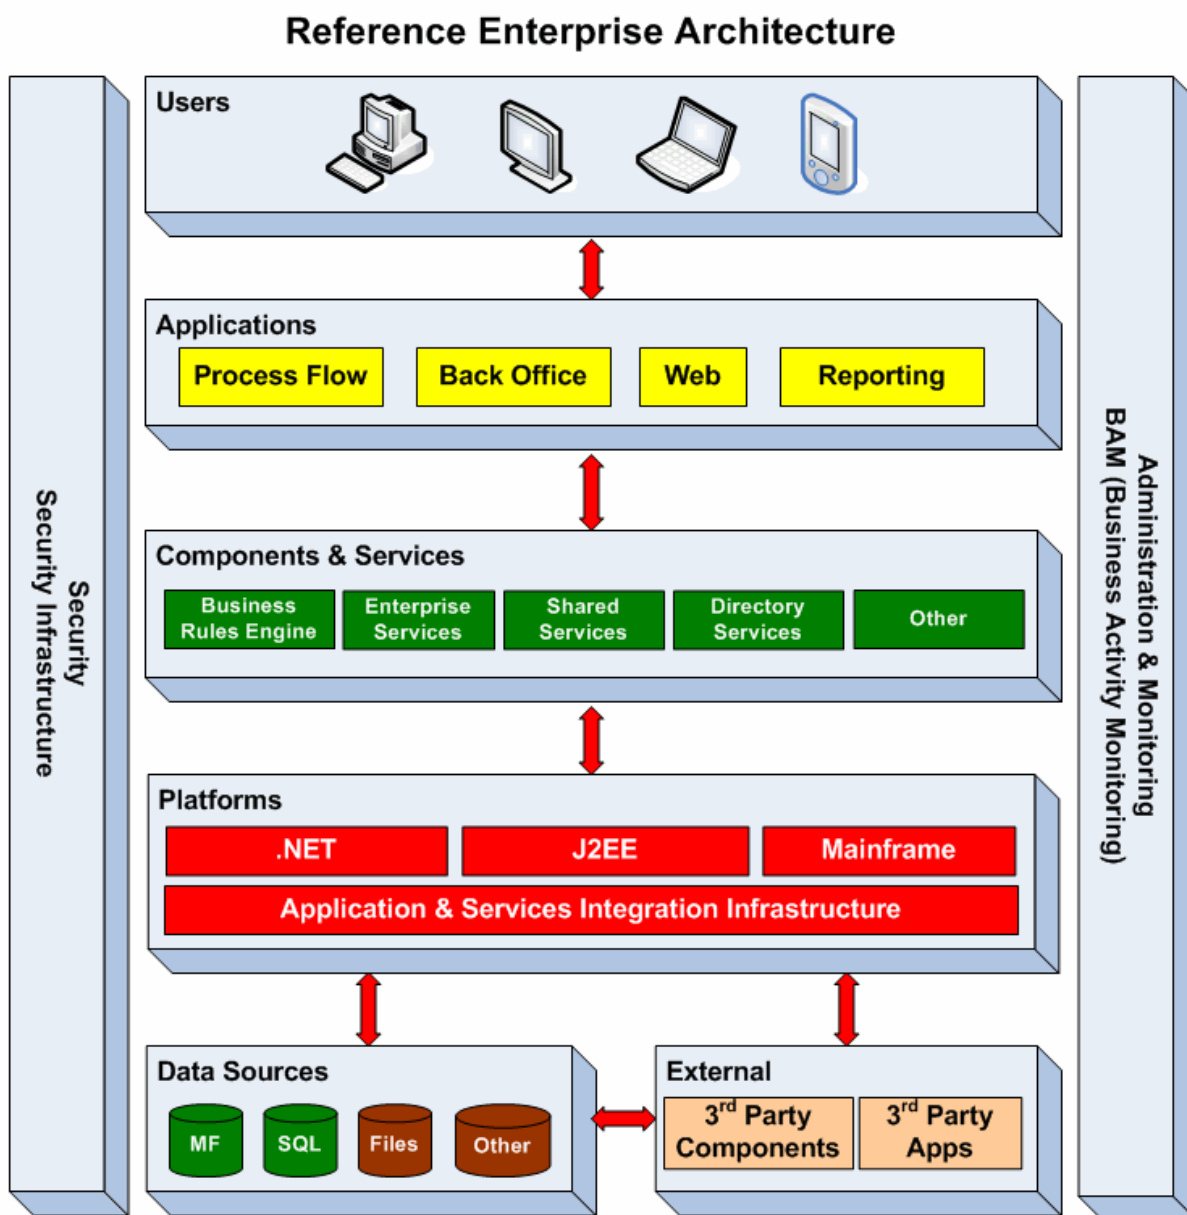 Reference Enterprise Architecture
Users
Applications
Process Flow
Back Office
Web
Reporting
Components & Services
Business
Rules Engine
Enterprise
Services
Shared
Services
Directory
Services
Other
Platforms
.NET
J2EE
Mainframe
Application & Services Integration Infrastructure
Data Sources
MF
SQL
Files
Other
External
3rd Party
Components
3rd Party
Apps
Security
Security Infrastructure
Administration & Monitoring
BAM (Business Activity Monitoring)